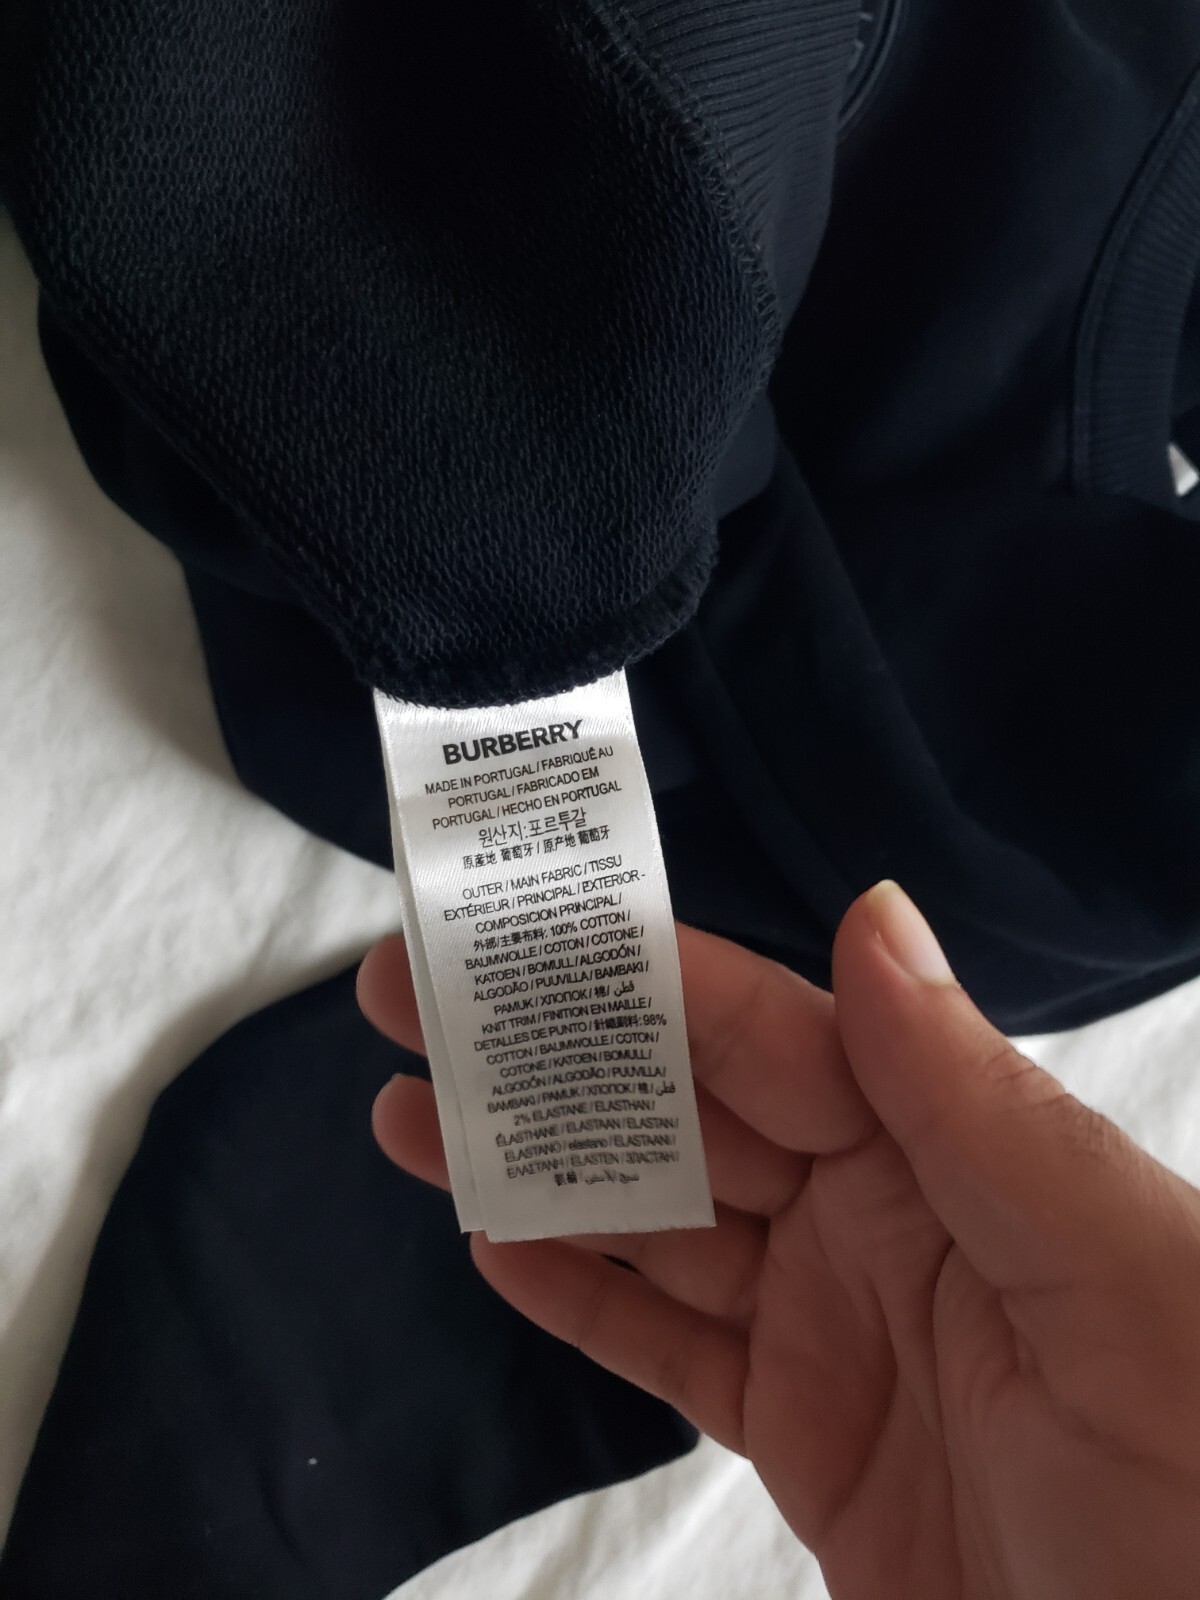 BURBERRY
MADE IN PORTUGAL / FABRIQUÉ AU
PORTUGAL / FABRICADO EM
PORTUGAL / HECHO EN PORTUGAL
원산지:포르투갈
原產地 葡萄牙 / 原产地 葡萄牙
OUTER / MAIN FABRIC / TISSU
EXTÉRIEUR / PRINCIPAL / EXTERIOR -
COMPOSICION PRINCIPAL /
外部/主要布料: 100% COTTON /
BAUMWOLLE / COTON / COTONE /
KATOEN / BOMULL / ALGODÓN /
ALGODÃO / PUUVILLA / BAMBAKI /
PAMUK / ХЛОПОК / 棉 / قطن
KNIT TRIM / FINITION EN MAILLE /
DETALLES DE PUNTO / 針織副料: 98%
COTTON / BAUMWOLLE / COTON /
COTONE / KATOEN / BOMULL /
ALGODÓN / ALGODÃO / PUUVILLA /
BAMBAKI / PAMUK / ХЛОПОК / 棉 / قطن
2% ELASTANE / ELASTHAN /
ÉLASTHANE / ELASTAAN / ELASTAN /
ELASTANO / elastano / ELASTAANI /
ΕΛΑΣΤΑΝΗ / ELASTEN / ЭЛАСТАН /